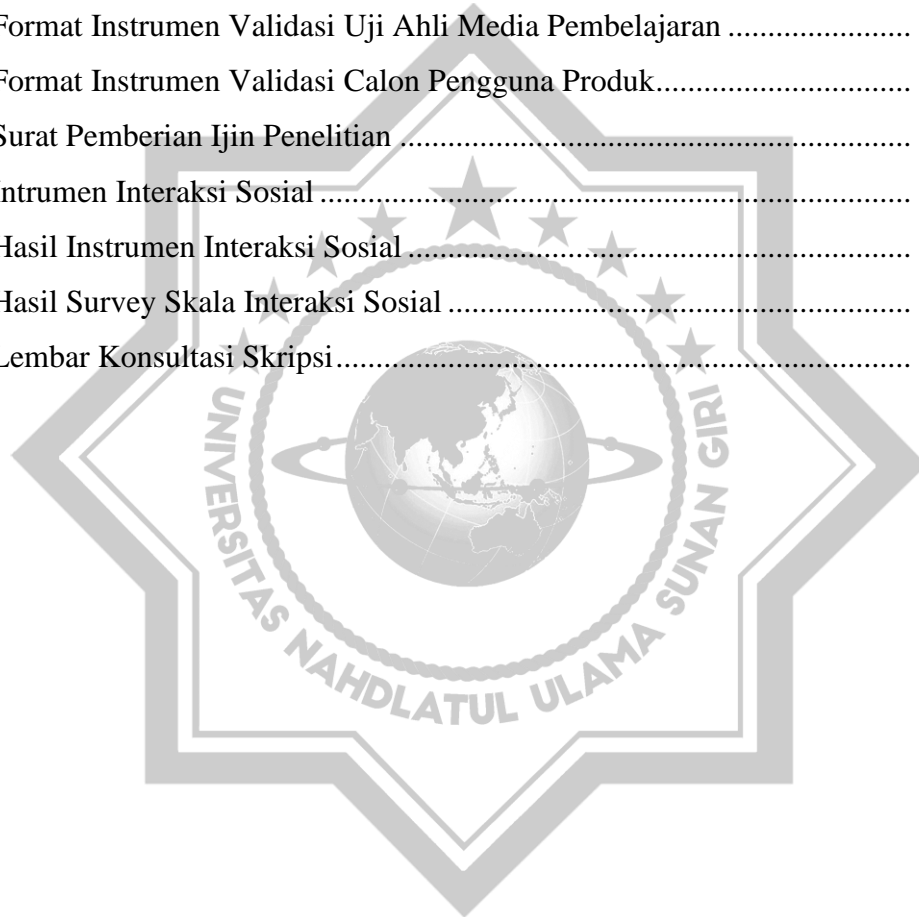 Format Instrumen Validasi Uji Ahli Media Pembelajaran .......................
Format Instrumen Validasi Calon Pengguna Produk................................
Surat Pemberian Ijin Penelitian ................................................................
Intrumen Interaksi Sosial ..........................................................................
Hasil Instrumen Interaksi Sosial ...............................................................
Hasil Survey Skala Interaksi Sosial ..........................................................
Lembar Konsultasi Skripsi.........................................................................
UNIVERSITAS NAHDLATUL ULAMA SUNAN GIRI